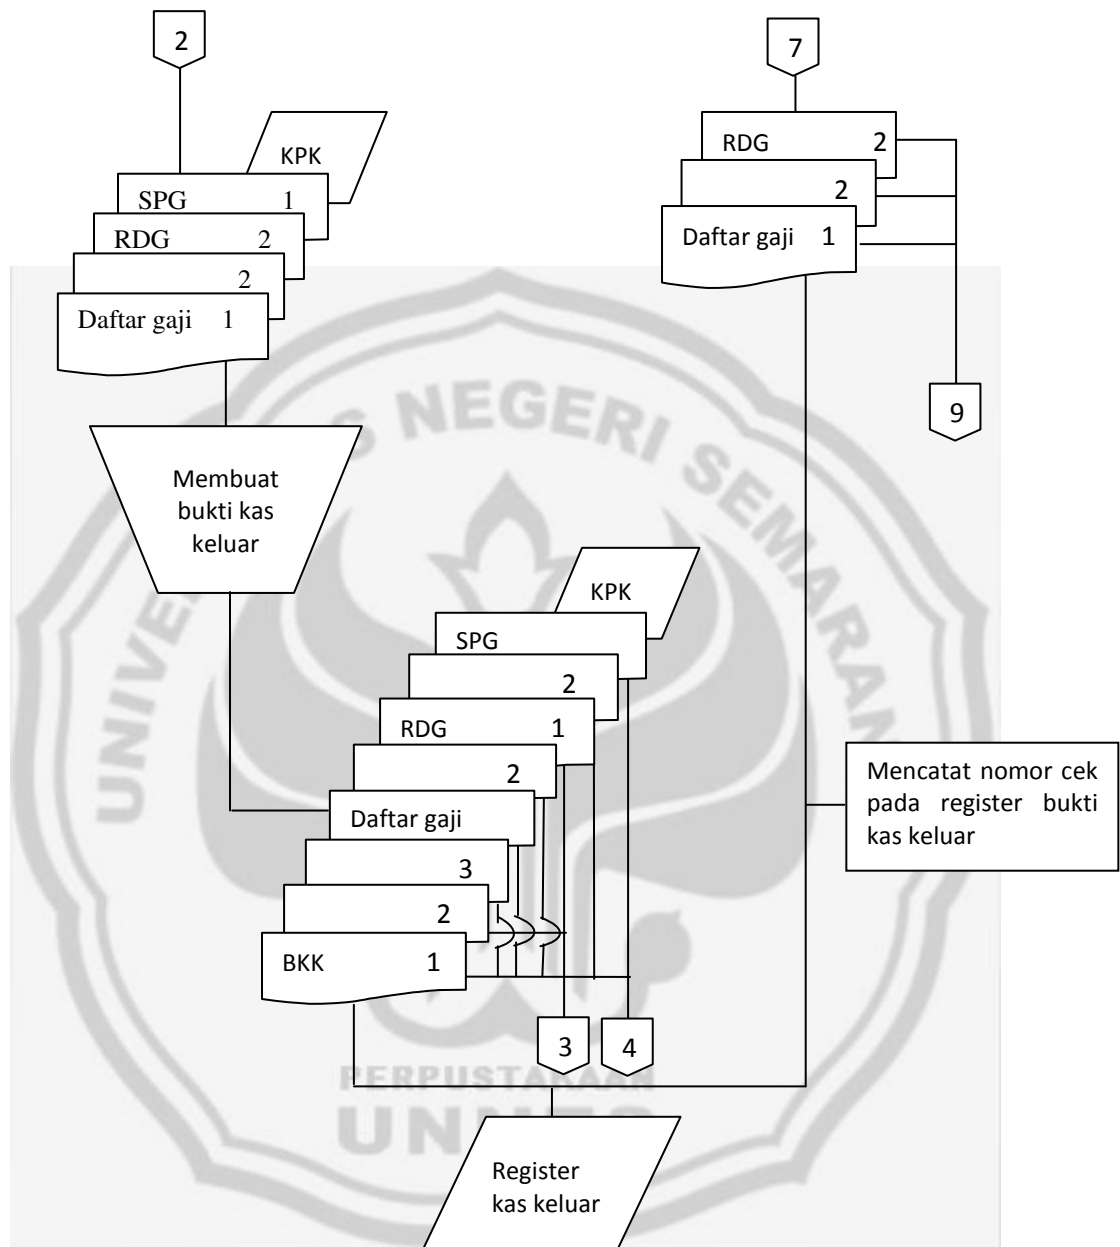 2
KPK
SPG 1
RDG 2
2
Daftar gaji 1
Membuat
bukti kas
keluar
KPK
SPG
2
RDG 1
2
Daftar gaji
3
2
BKK 1
3
4
7
RDG 2
2
Daftar gaji 1
9
Mencatat nomor cek
pada register bukti
kas keluar
Register
kas keluar
NEGERI SEMARAN
PERPUSTAKAAN